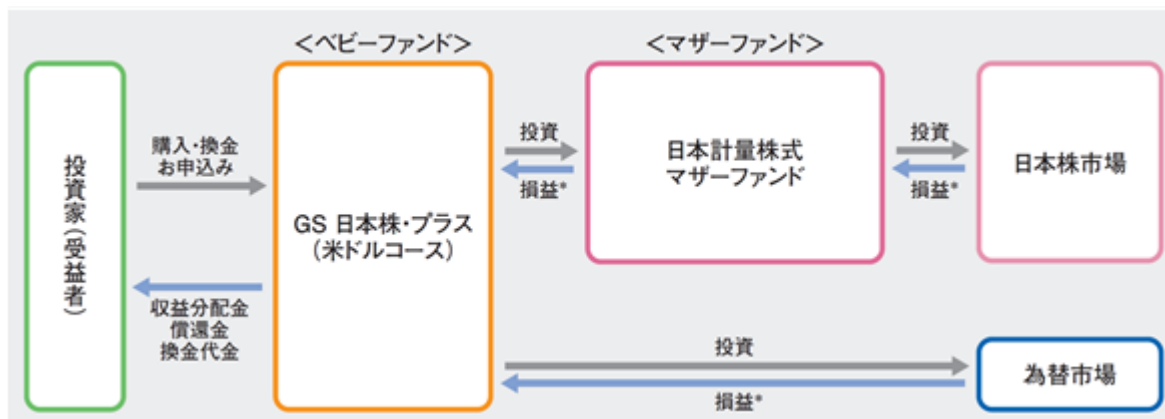 <ベビーファンド>
<マザーファンド>
投資家(受益者)
購入・換金
お申込み
収益分配金
償還金
換金代金
GS 日本株・プラス
(米ドルコース)
投資
損益*
日本計量株式
マザーファンド
投資
損益*
日本株市場
投資
損益*
為替市場